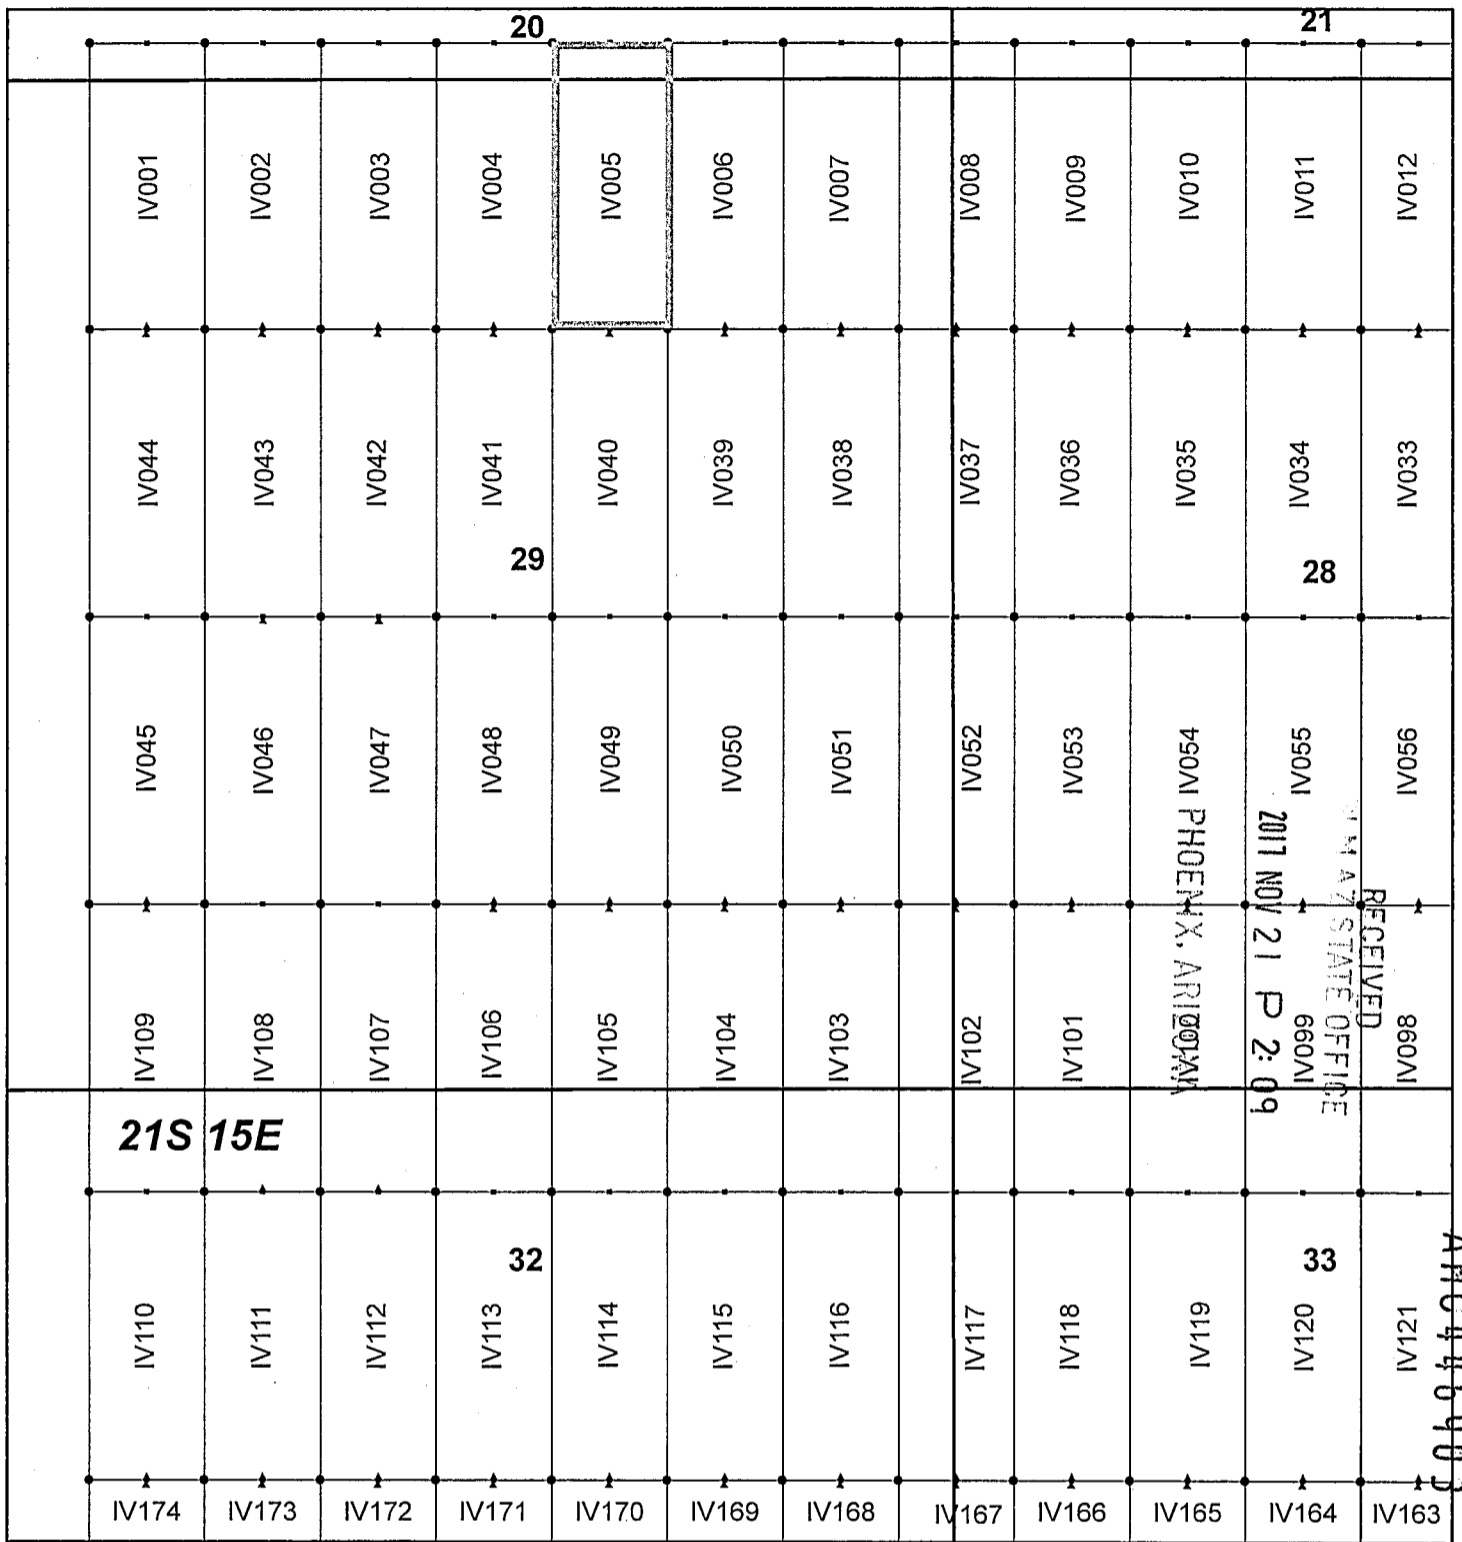 20 21
IV001 IV002 IV003 IV004 IV005 IV006 IV007 IV008 IV009 IV010 IV011 IV012
IV044 IV043 IV042 IV041 IV040 IV039 IV038 IV037 IV036 IV035 IV034 IV033
29 28
IV045 IV046 IV047 IV048 IV049 IV050 IV051 IV052 IV053 IV054 IV055 IV056
RECEIVED
AZ STATE OFFICE
2017 NOV 21 P 2:09
PHOENIX, ARIZONA
IV109 IV108 IV107 IV106 IV105 IV104 IV103 IV102 IV101 IV099 IV098
21S 15E
32 33
IV110 IV111 IV112 IV113 IV114 IV115 IV116 IV117 IV118 IV119 IV120 IV121
IV174 IV173 IV172 IV171 IV170 IV169 IV168 IV167 IV166 IV165 IV164 IV163